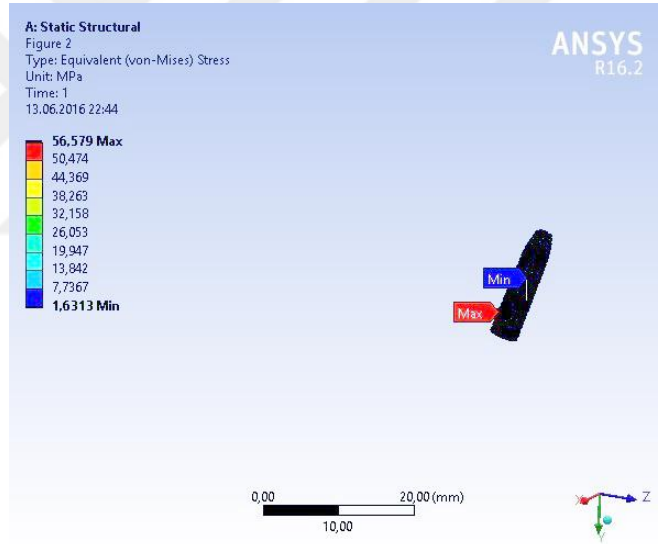 A: Static Structural
Figure 2
Type: Equivalent (von-Mises) Stress
Unit: MPa
Time: 1
13.06.2016 22:44
ANSYS
R16.2
56,579 Max
50,474
44,369
38,263
32,158
26,053
19,947
13,842
7,7367
1,6313 Min
Min
Max
0,00 20,00 (mm)
10,00
X Z
Y